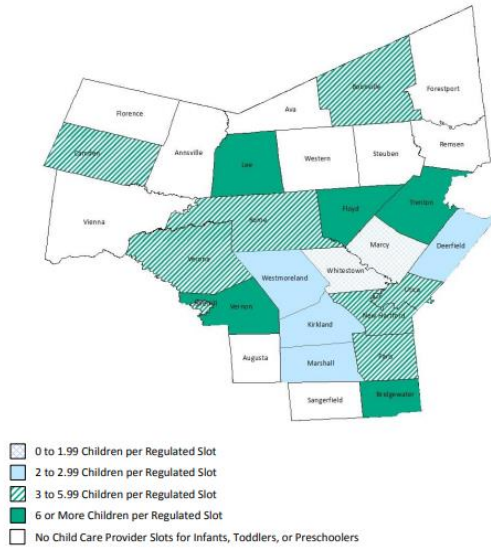 Boonville
Forestport
Florence
Ava
Camden
Annsville
Lee
Western
Steuben
Remsen
Vienna
Rome
Floyd
Trenton
Verona
Marcy
Deerfield
Westmoreland
Whitestown
Utica
Vernon
Kirkland
New Hartford
Augusta
Marshall
Paris
Sangerfield
Bridgewater
0 to 1.99 Children per Regulated Slot
2 to 2.99 Children per Regulated Slot
3 to 5.99 Children per Regulated Slot
6 or More Children per Regulated Slot
No Child Care Provider Slots for Infants, Toddlers, or Preschoolers